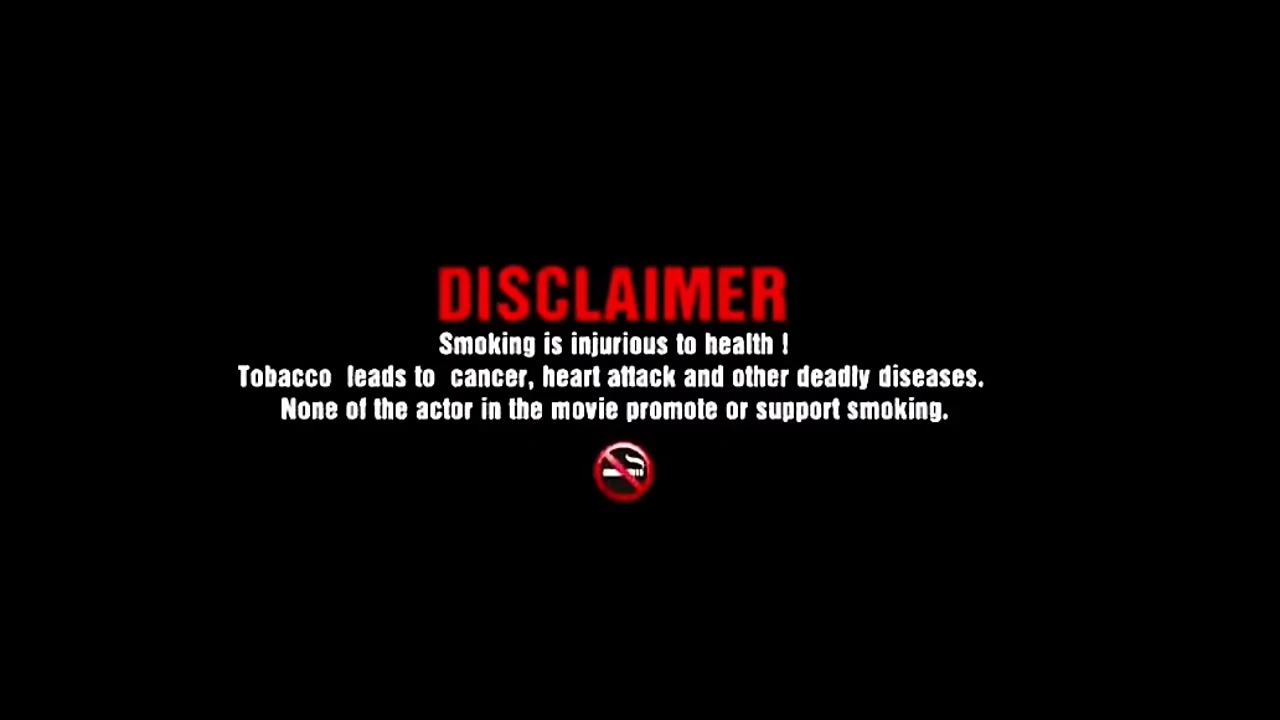 DISCLAIMER
Smoking is injurious to health !
Tobacco leads to cancer, heart attack and other deadly diseases.
None of the actor in the movie promote or support smoking.